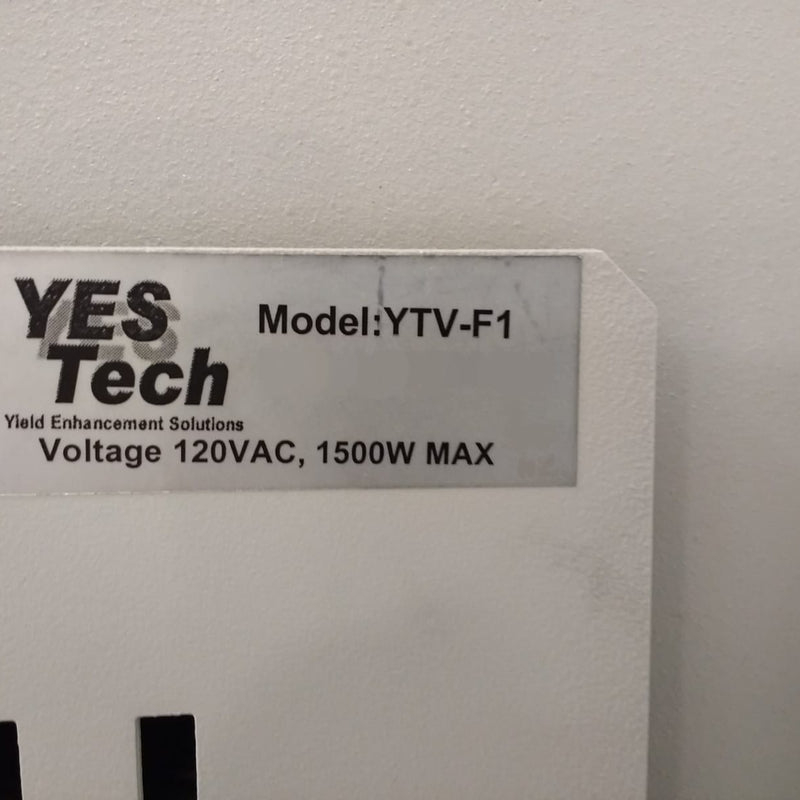 YES
Tech
Model:YTV-F1
Yield Enhancement Solutions
Voltage 120VAC, 1500W MAX